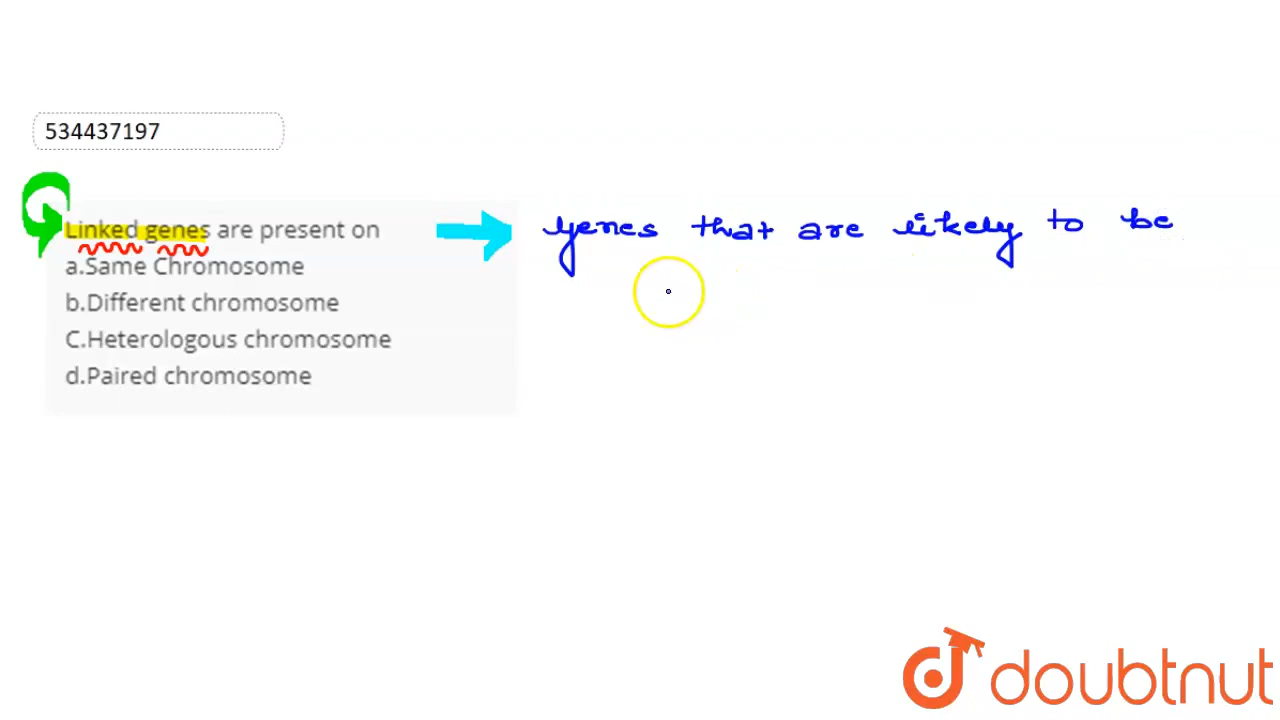 534437197
Linked genes are present on
a.Same Chromosome
b.Different chromosome
C.Heterologous chromosome
d.Paired chromosome
genes that are likely to be
doubtnut